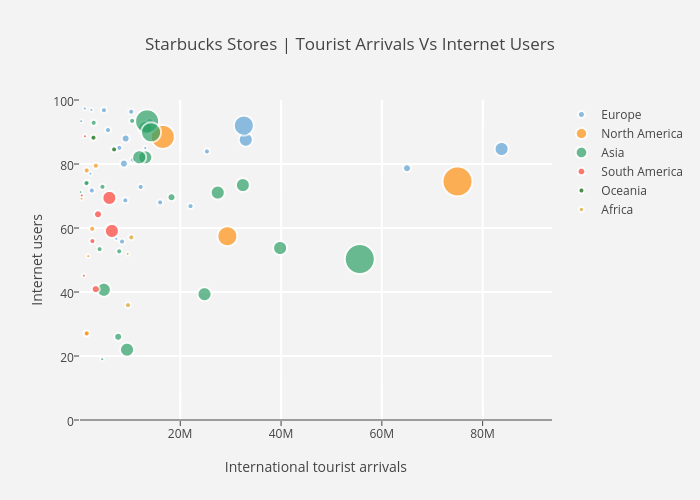 Starbucks Stores | Tourist Arrivals Vs Internet Users
100
80
60
40
20
0
Internet users
20M
40M
60M
80M
International tourist arrivals
Europe
North America
Asia
South America
Oceania
Africa